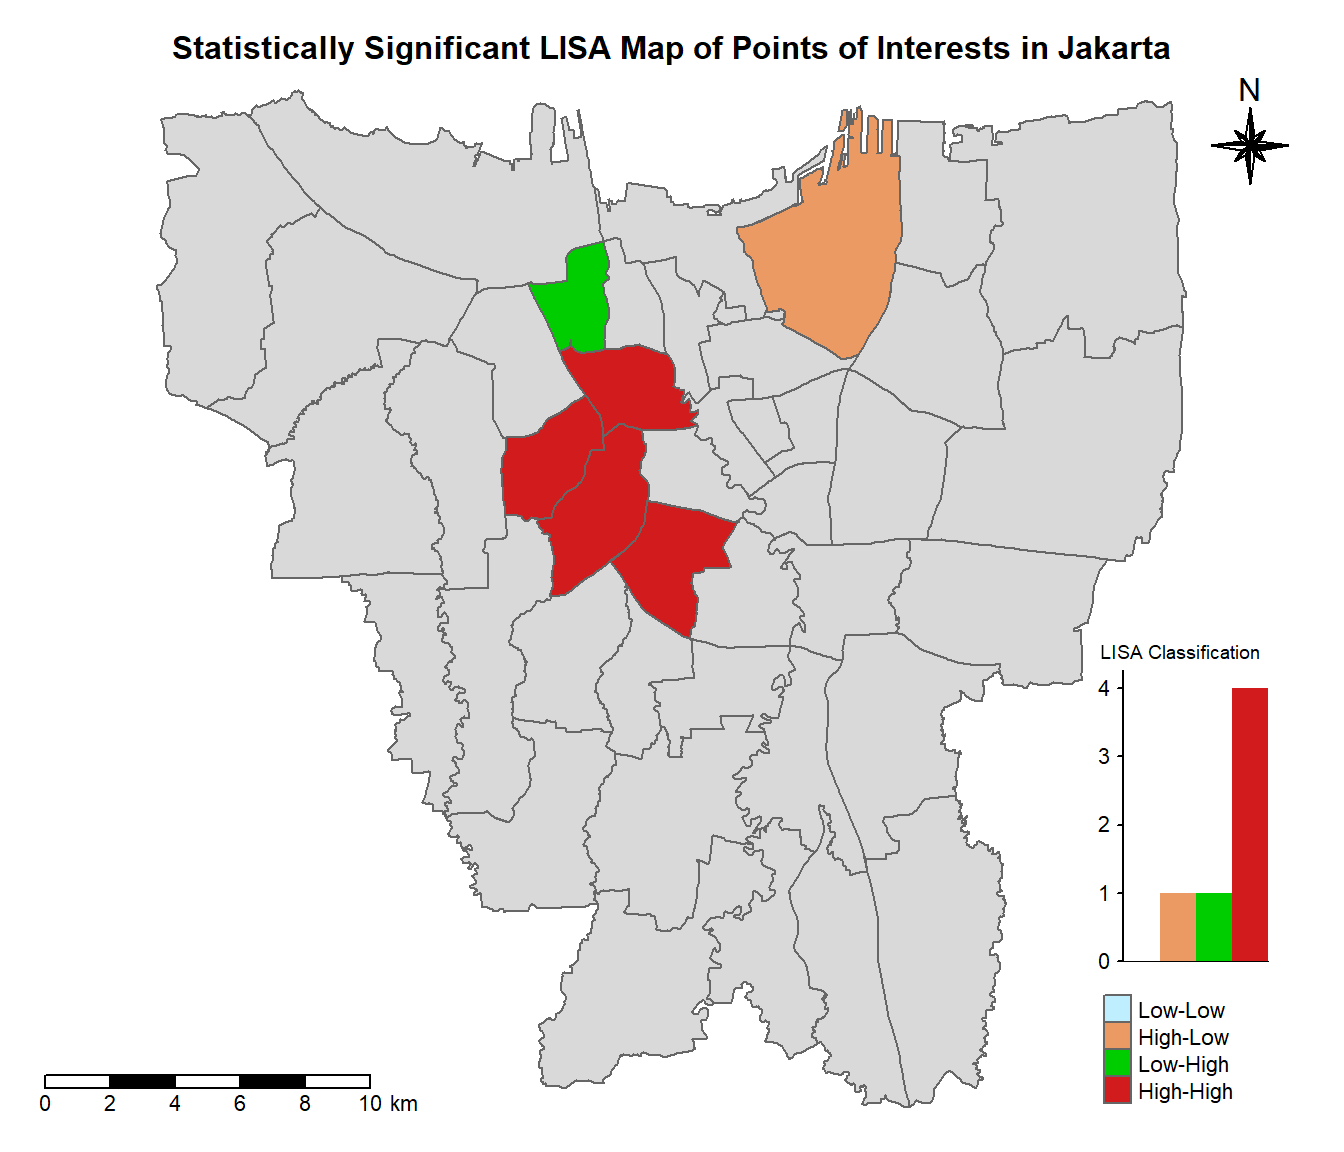 Statistically Significant LISA Map of Points of Interests in Jakarta
N
LISA Classification
4
3
2
1
0
Low-Low
High-Low
Low-High
High-High
0 2 4 6 8 10 km